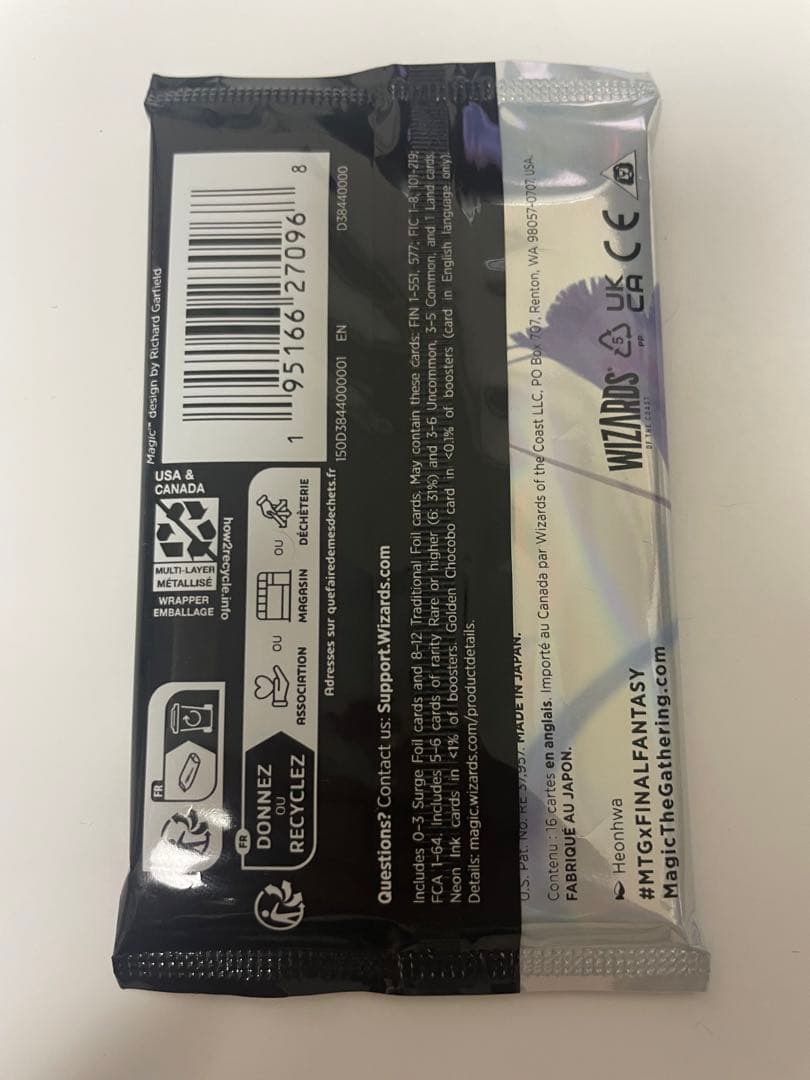 Magic™ design by Richard Garfield
1 95166 27096 8
150D3844000001 EN D38440000
USA &
CANADA
MULTI-LAYER
MÉTALLISÉ
WRAPPER
EMBALLAGE
how2recycle.info
FR
FR
DONNEZ
OU
RECYCLEZ
ASSOCIATION
OU
MAGASIN
OU
DÉCHÈTERIE
Adresses sur quefairedemesdechets.fr
Questions? Contact us: Support.Wizards.com
Includes 0–3 Surge Foil cards and 8–12 Traditional Foil cards. May contain these cards: FIN 1–551, 577; FIC 1–8, 101–219;
FCA 1–64. Includes 5–6 cards of rarity Rare or higher (6: 31%) and 3–6 Uncommon, 3–5 Common, and 1 Land cards.
Neon Ink cards in <1% of boosters. Golden Chocobo card in <0.1% of boosters (card in English language only).
Details: magic.wizards.com/productdetails.
U.S. Pat. No. RE 37,957. MADE IN JAPAN.
Contenu : 16 cartes en anglais. Importé au Canada par Wizards of the Coast LLC, PO Box 707, Renton, WA 98057-0707 USA.
FABRIQUÉ AU JAPON.
Heonhwa
#MTGxFINALFANTASY
MagicTheGathering.com
WIZARDS
OF THE COAST
5
PP
UK
CA
CE